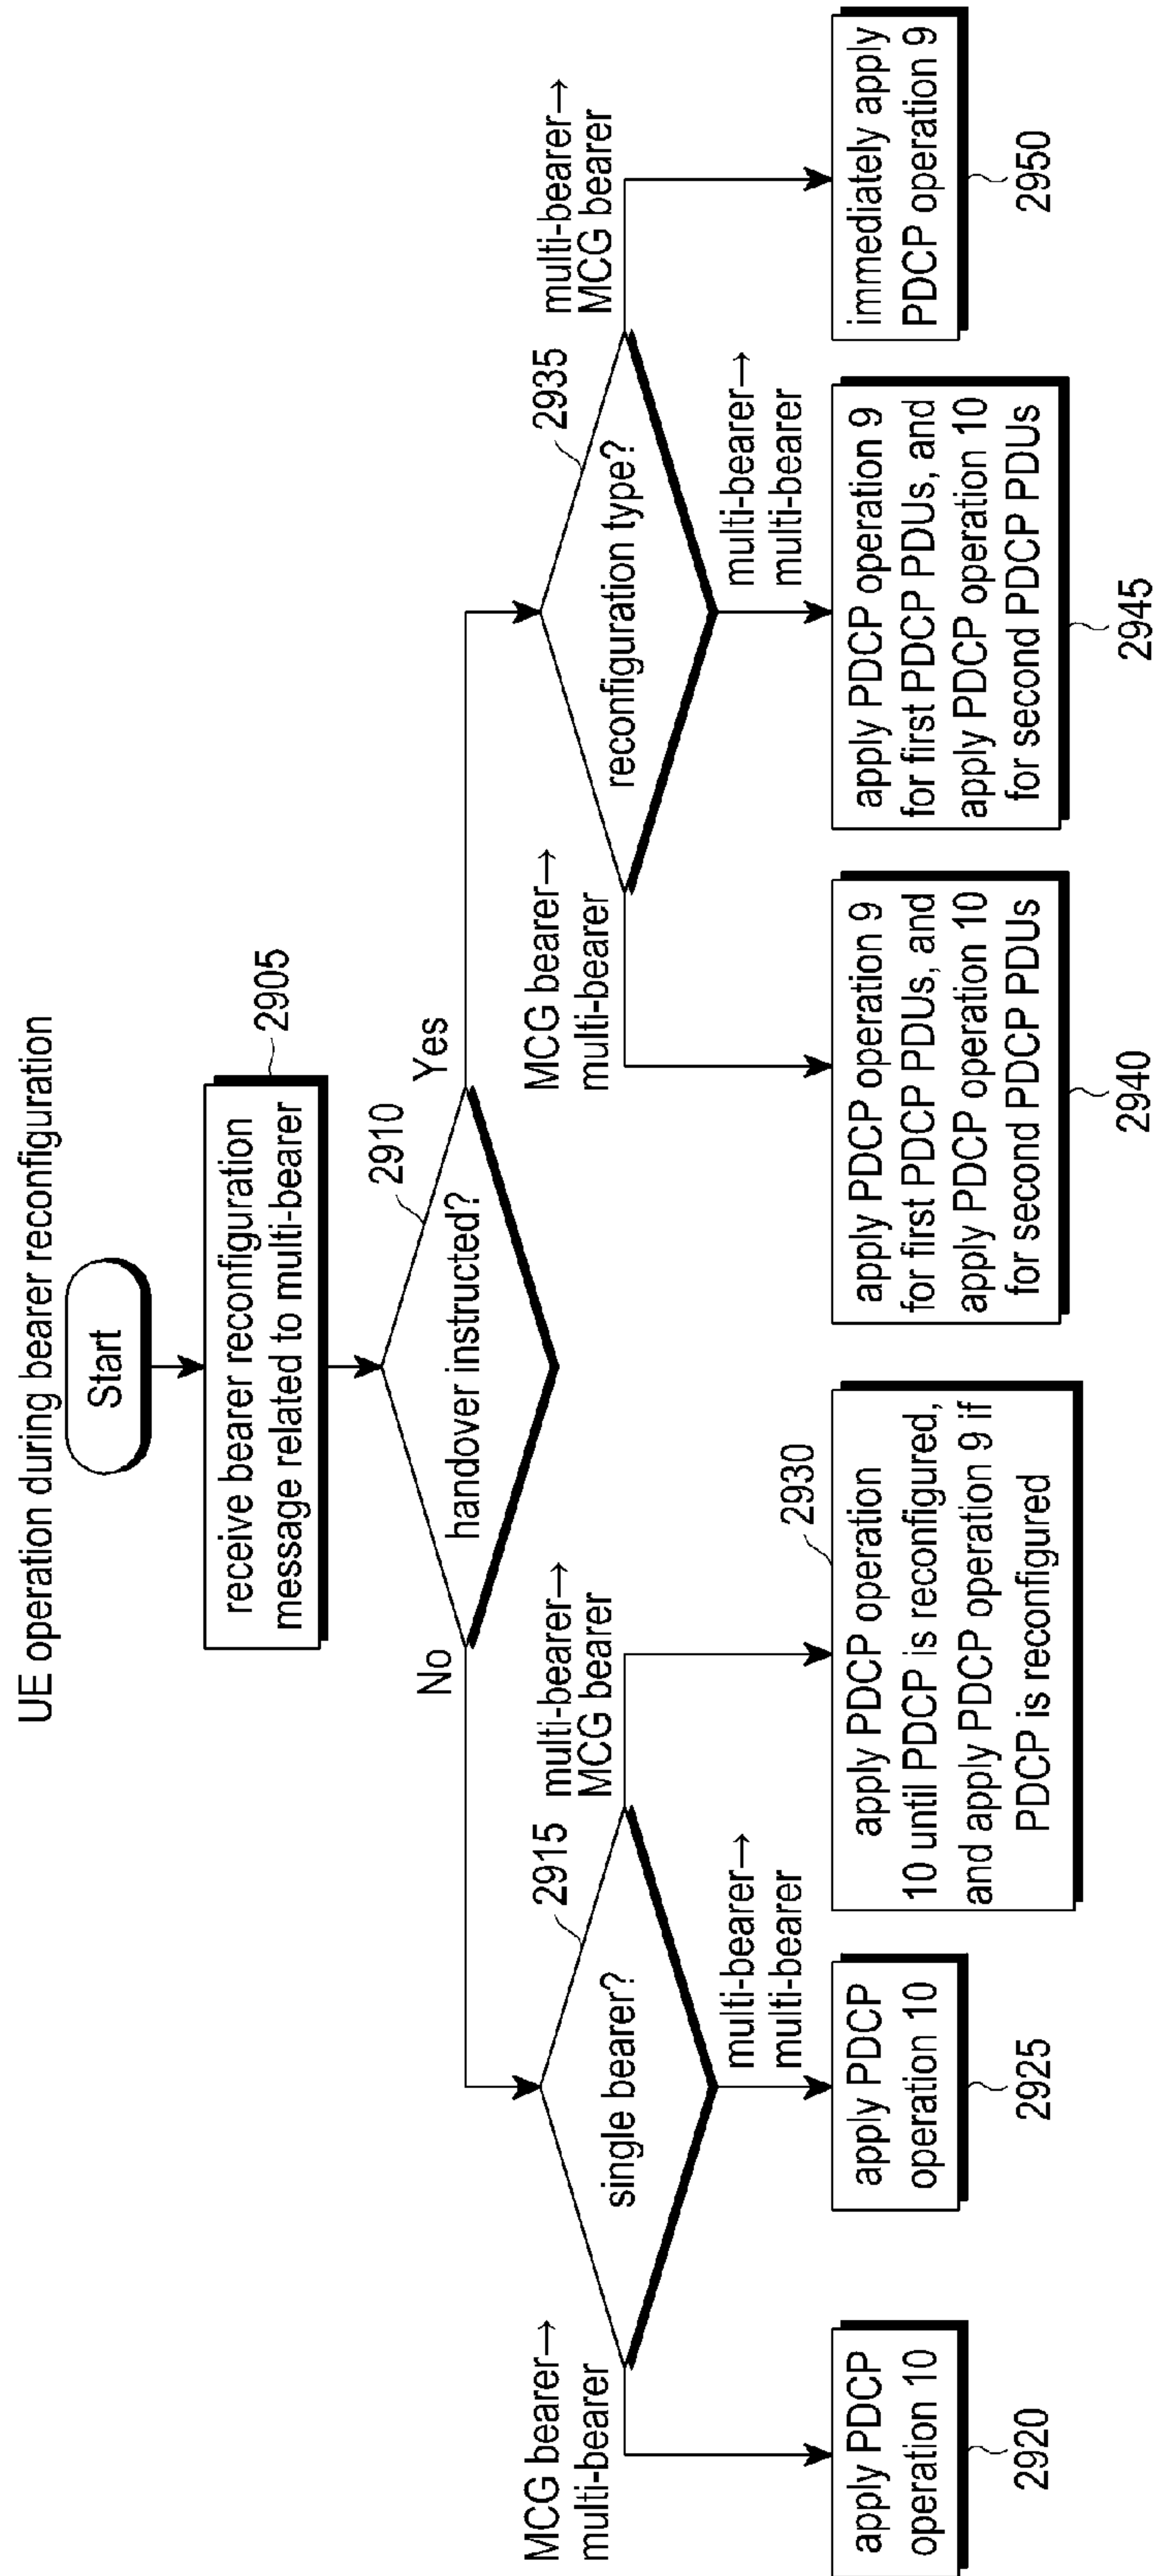 UE operation during bearer reconfiguration
Start
receive bearer reconfiguration
message related to multi-bearer
2905
handover instructed?
2910
No
Yes
single bearer?
2915
MCG bearer→
multi-bearer
multi-bearer→
multi-bearer
multi-bearer→
MCG bearer
apply PDCP
operation 10
2920
apply PDCP
operation 10
2925
apply PDCP operation
10 until PDCP is reconfigured,
and apply PDCP operation 9 if
PDCP is reconfigured
2930
reconfiguration type?
2935
MCG bearer→
multi-bearer
multi-bearer→
multi-bearer
multi-bearer→
MCG bearer
apply PDCP operation 9
for first PDCP PDUs, and
apply PDCP operation 10
for second PDCP PDUs
2940
apply PDCP operation 9
for first PDCP PDUs, and
apply PDCP operation 10
for second PDCP PDUs
2945
immediately apply
PDCP operation 9
2950